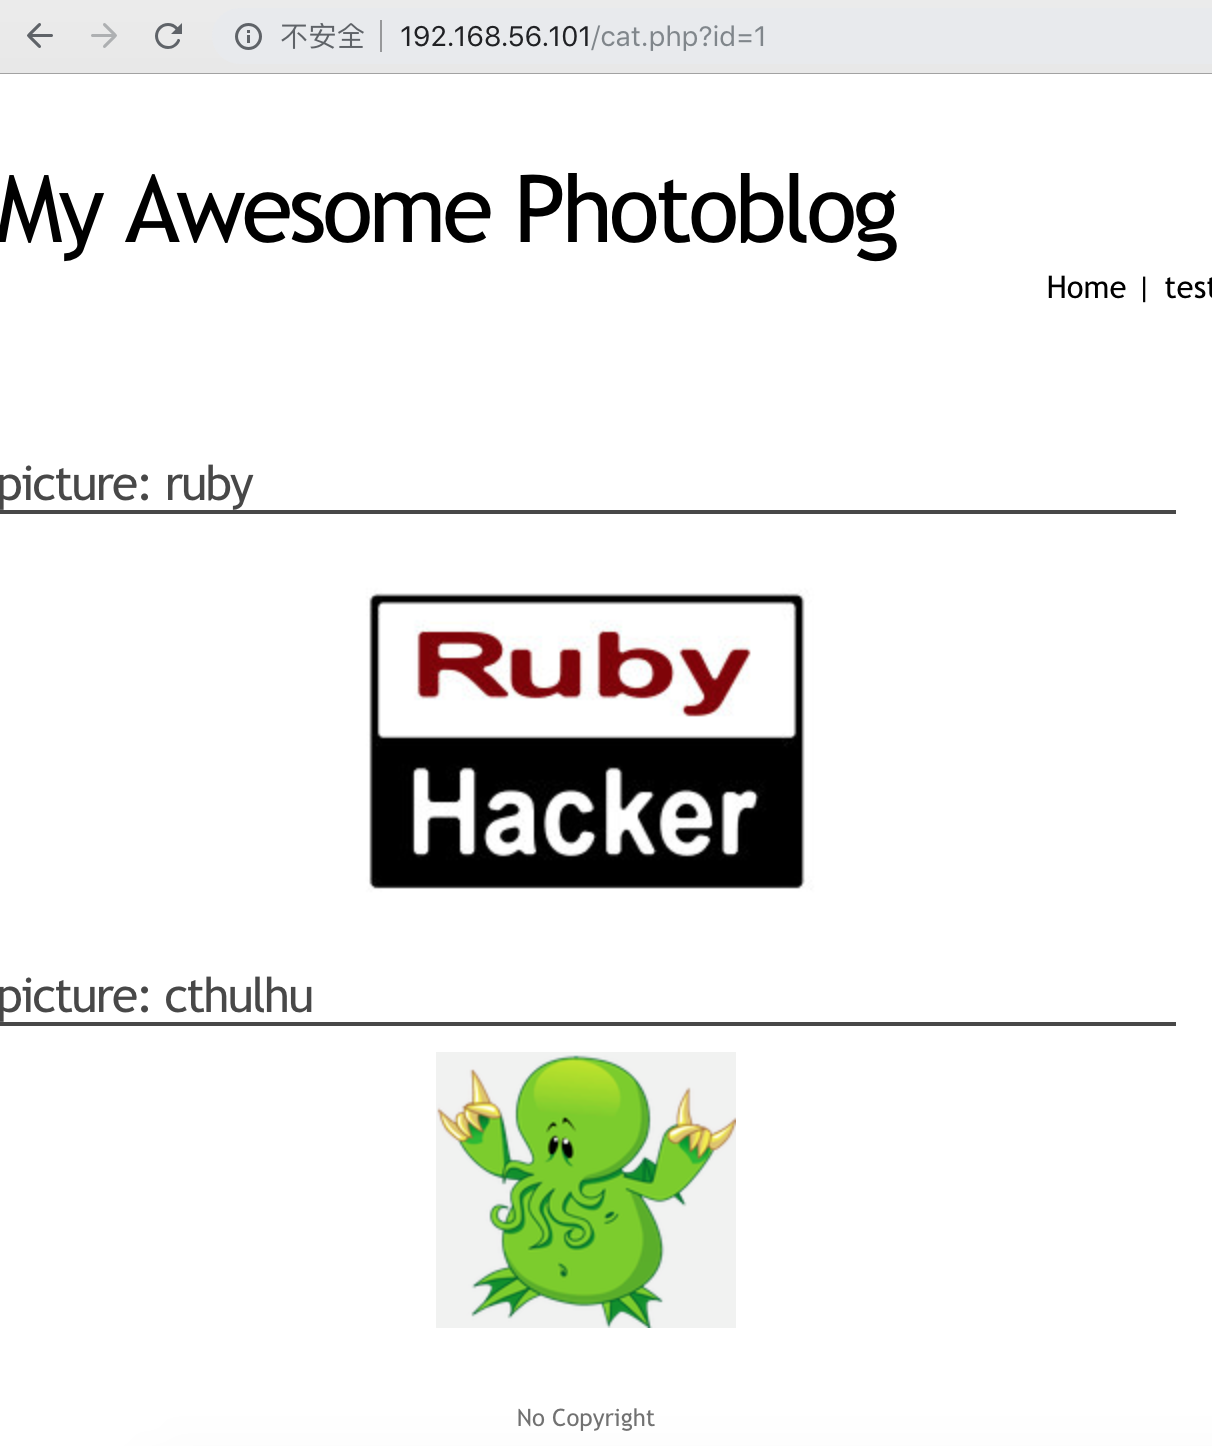 不安全 192.168.56.101/cat.php?id=1
My Awesome Photoblog
Home | test
picture: ruby
Ruby
Hacker
picture: cthulhu
No Copyright